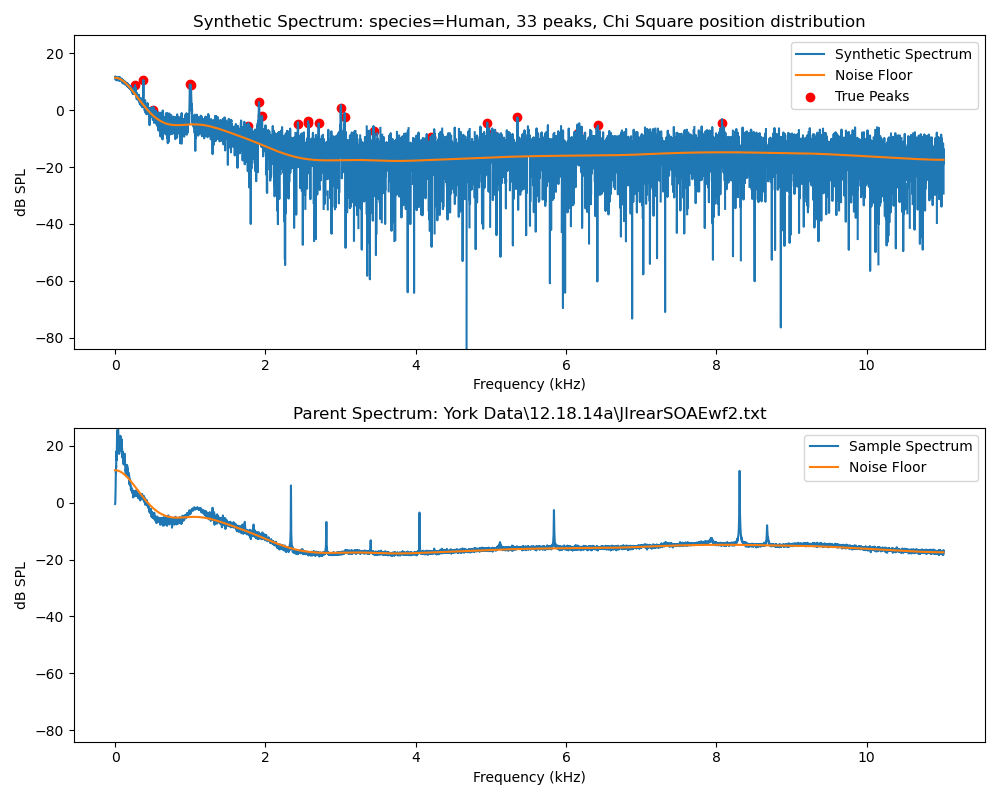 Synthetic Spectrum: species=Human, 33 peaks, Chi Square position distribution
20
0
−20
−40
−60
−80
dB SPL
Synthetic Spectrum
Noise Floor
True Peaks
0 2 4 6 8 10
Frequency (kHz)
Parent Spectrum: York Data\12.18.14a\JIrearSOAEwf2.txt
20
0
−20
−40
−60
−80
dB SPL
Sample Spectrum
Noise Floor
0 2 4 6 8 10
Frequency (kHz)